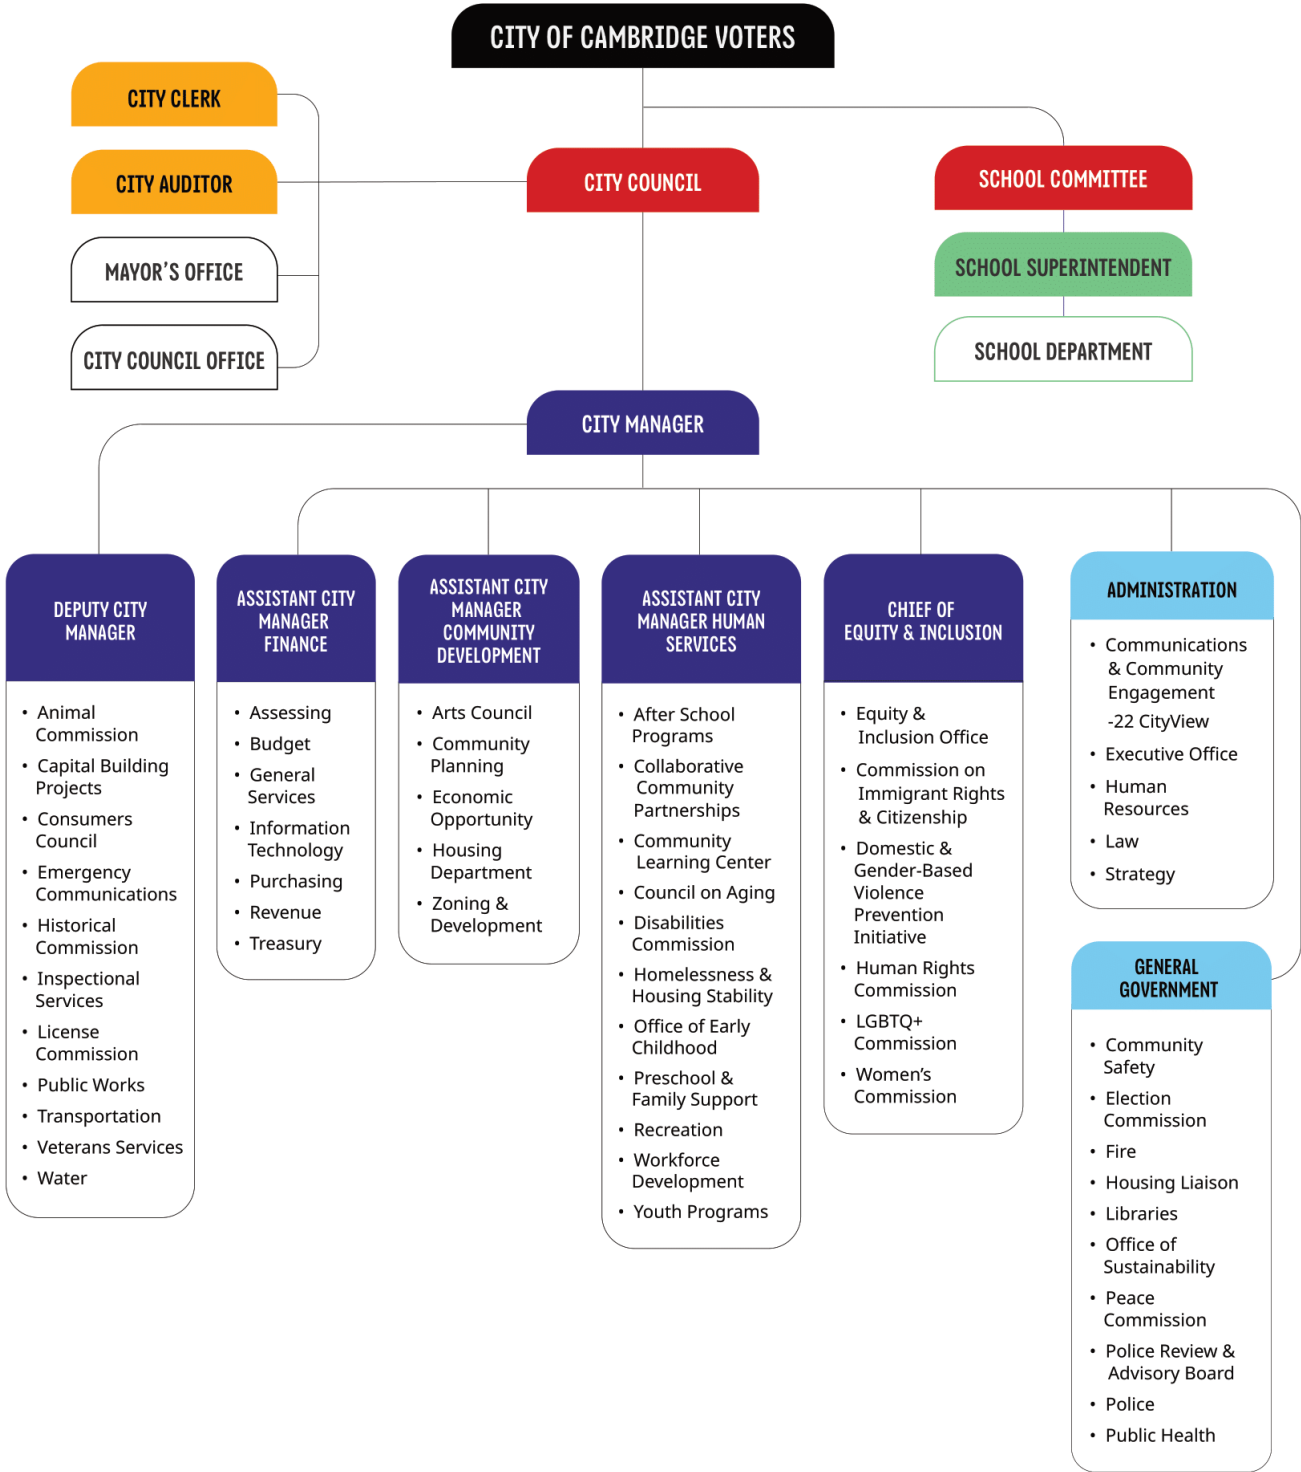 CITY OF CAMBRIDGE VOTERS
CITY CLERK
CITY AUDITOR
MAYOR’S OFFICE
CITY COUNCIL OFFICE
CITY COUNCIL
SCHOOL COMMITTEE
SCHOOL SUPERINTENDENT
SCHOOL DEPARTMENT
CITY MANAGER
DEPUTY CITY
MANAGER
• Animal
Commission
• Capital Building
Projects
• Consumers
Council
• Emergency
Communications
• Historical
Commission
• Inspectional
Services
• License
Commission
• Public Works
• Transportation
• Veterans Services
• Water
ASSISTANT CITY
MANAGER
FINANCE
• Assessing
• Budget
• General
Services
• Information
Technology
• Purchasing
• Revenue
• Treasury
ASSISTANT CITY
MANAGER
COMMUNITY
DEVELOPMENT
• Arts Council
• Community
Planning
• Economic
Opportunity
• Housing
Department
• Zoning &
Development
ASSISTANT CITY
MANAGER HUMAN
SERVICES
• After School
Programs
• Collaborative
Community
Partnerships
• Community
Learning Center
• Council on Aging
• Disabilities
Commission
• Homelessness &
Housing Stability
• Office of Early
Childhood
• Preschool &
Family Support
• Recreation
• Workforce
Development
• Youth Programs
CHIEF OF
EQUITY & INCLUSION
• Equity &
Inclusion Office
• Commission on
Immigrant Rights
& Citizenship
• Domestic &
Gender-Based
Violence
Prevention
Initiative
• Human Rights
Commission
• LGBTQ+
Commission
• Women’s
Commission
ADMINISTRATION
• Communications
& Community
Engagement
-22 CityView
• Executive Office
• Human
Resources
• Law
• Strategy
GENERAL
GOVERNMENT
• Community
Safety
• Election
Commission
• Fire
• Housing Liaison
• Libraries
• Office of
Sustainability
• Peace
Commission
• Police Review &
Advisory Board
• Police
• Public Health